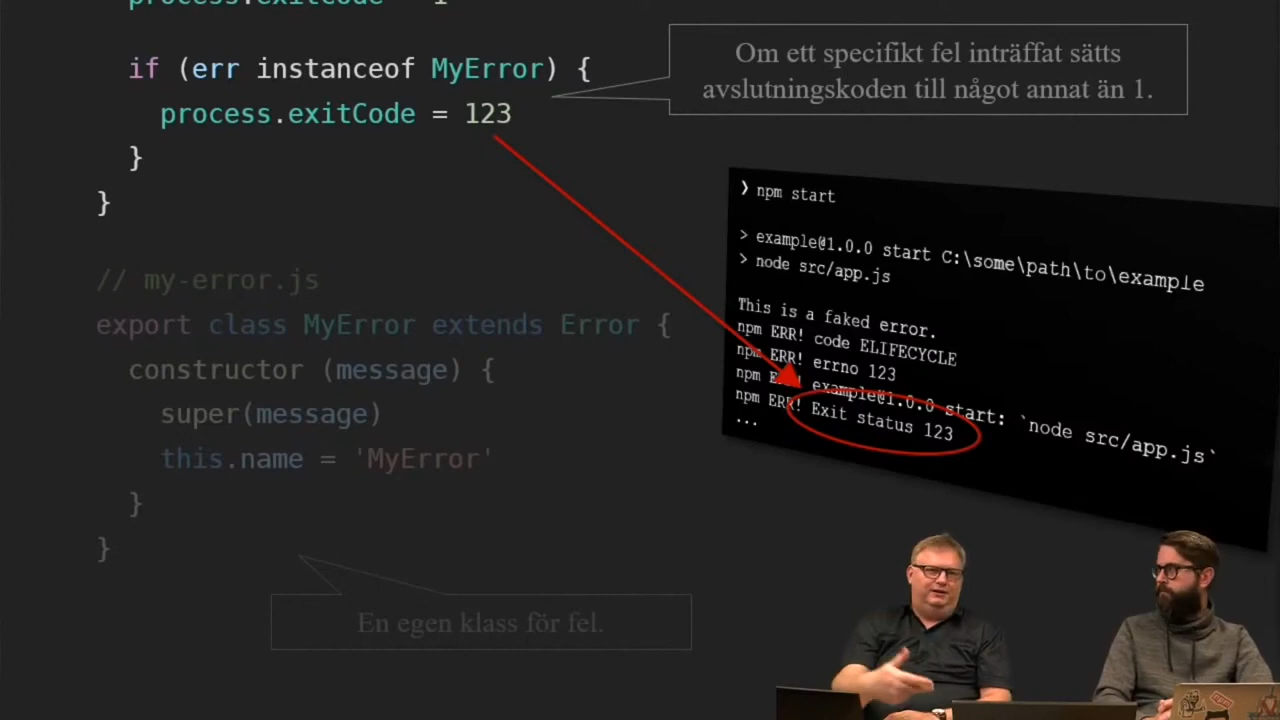 process.exitCode = 1
if (err instanceof MyError) {
process.exitCode = 123
}
}
Om ett specifikt fel inträffat sätts
avslutningskoden till något annat än 1.
// my-error.js
export class MyError extends Error {
constructor (message) {
super(message)
this.name = 'MyError'
}
}
En egen klass för fel.
❯ npm start
> example@1.0.0 start C:\some\path\to\example
> node src/app.js
This is a faked error.
npm ERR! code ELIFECYCLE
npm ERR! errno 123
npm ERR! example@1.0.0 start: `node src/app.js`
npm ERR! Exit status 123
...